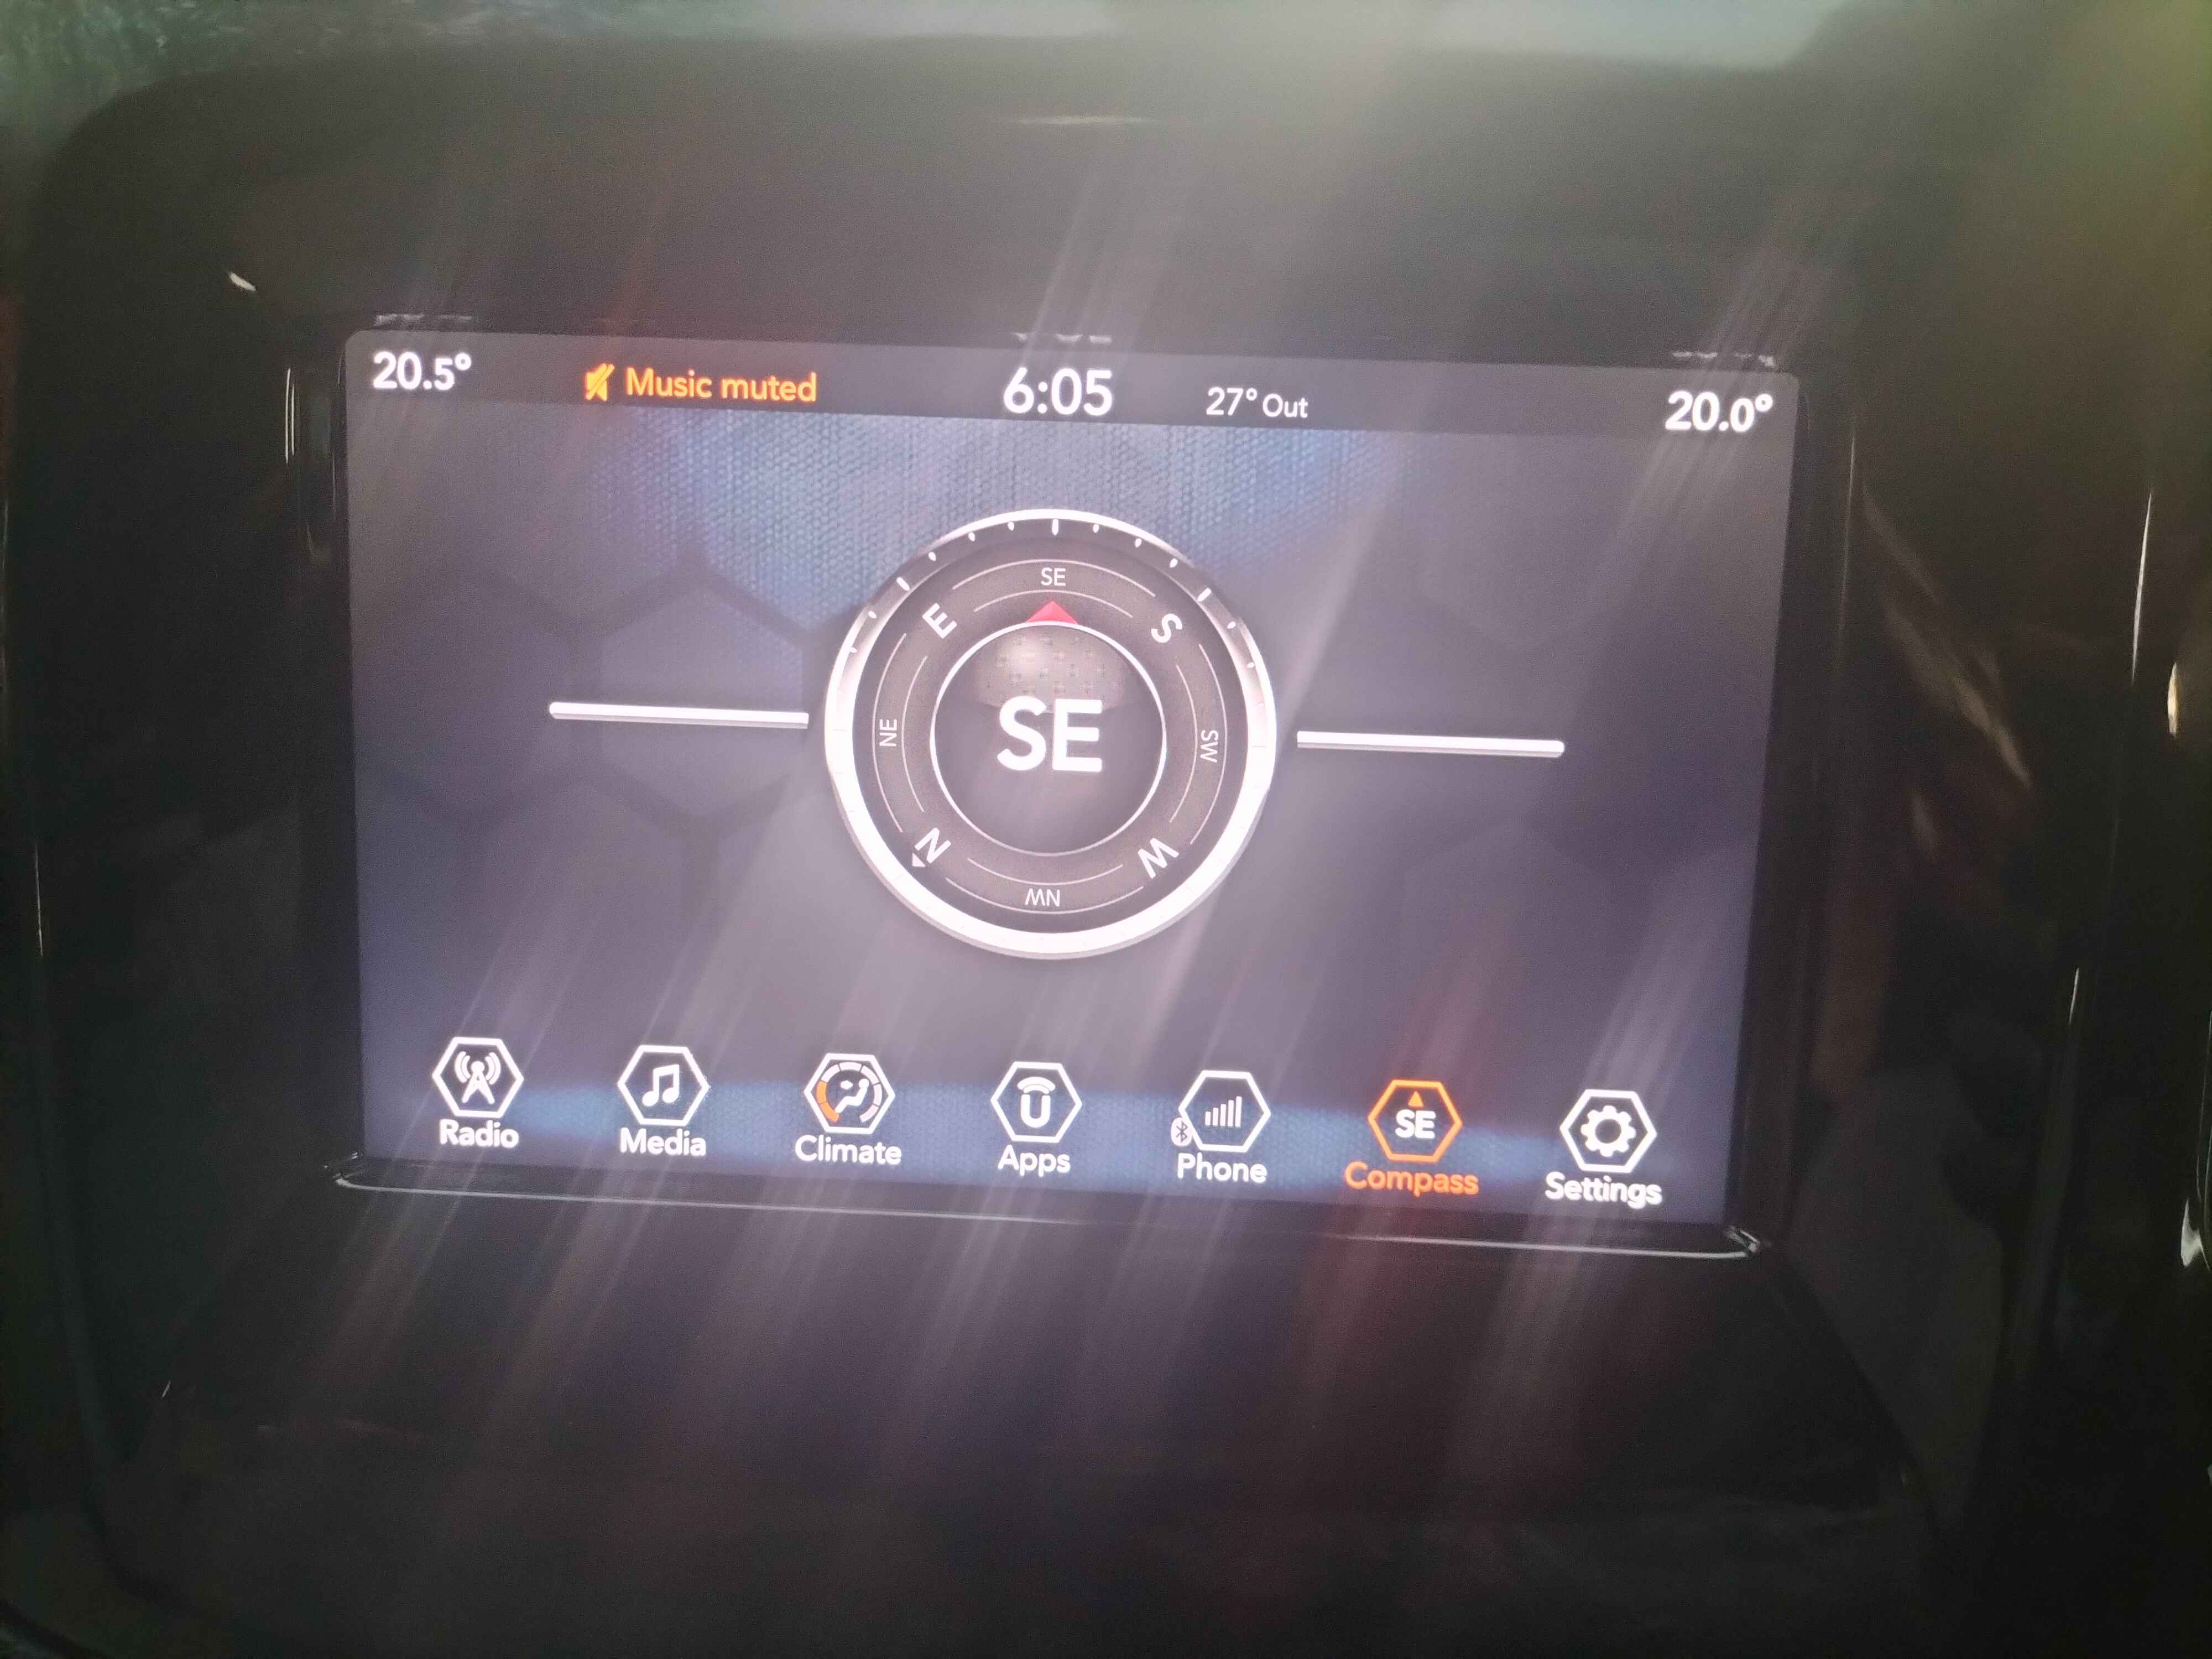 20.5°
Music muted
6:05
27° Out
20.0°
SE
E
S
SE
NE
SW
N
W
NW
SE
Radio
Media
Climate
U
Apps
Phone
Compass
Settings